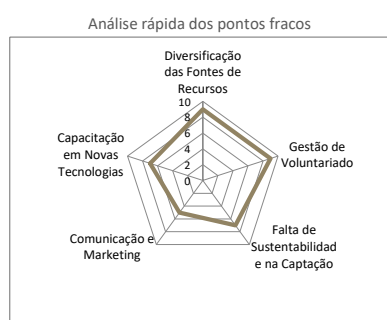 Análise rápida dos pontos fracos
Diversificação
das Fontes de
Recursos
10
8
6
4
2
0
Gestão de
Voluntariado
Falta de
Sustentabilidad
e na Captação
Comunicação e
Marketing
Capacitação
em Novas
Tecnologias